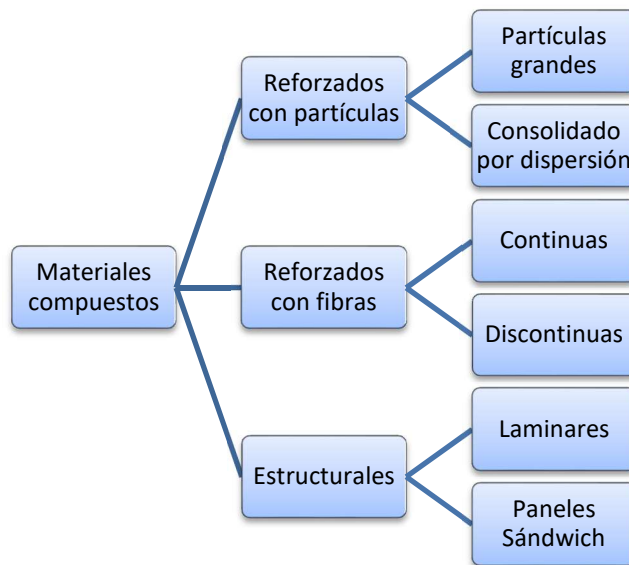 Materiales
compuestos
Reforzados
con partículas
Partículas
grandes
Consolidado
por dispersión
Reforzados
con fibras
Continuas
Discontinuas
Estructurales
Laminares
Paneles
Sándwich